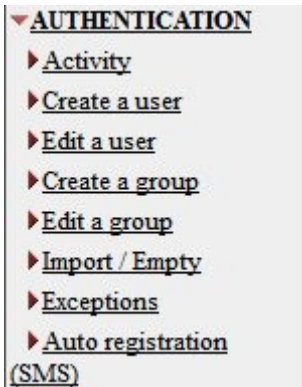 AUTHENTICATION
Activity
Create a user
Edit a user
Create a group
Edit a group
Import / Empty
Exceptions
Auto registration
(SMS)